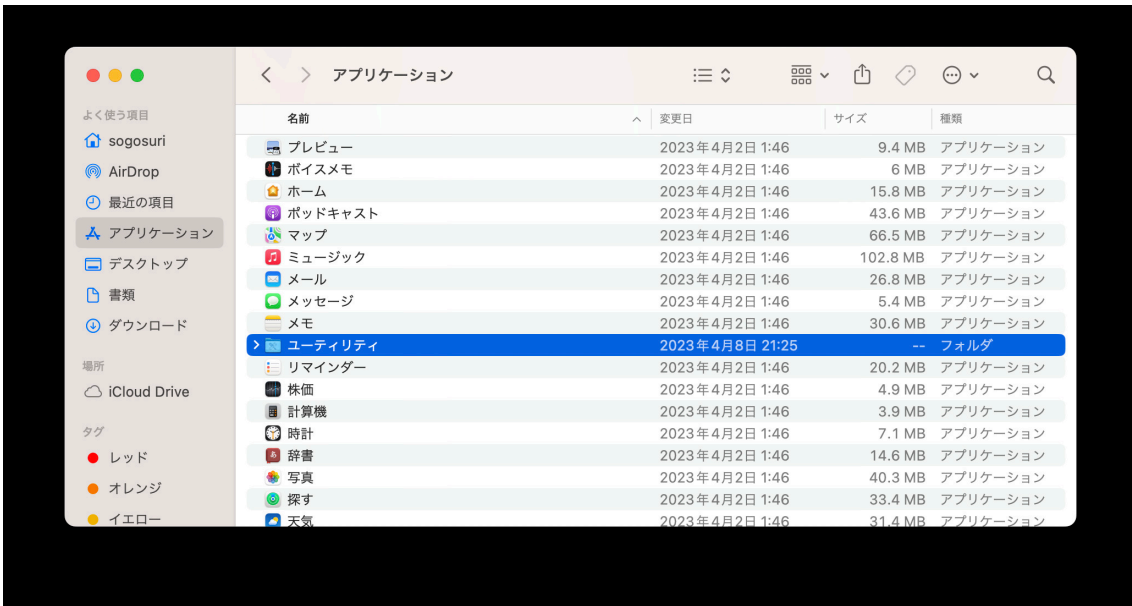 アプリケーション
よく使う項目
sogosuri
AirDrop
最近の項目
アプリケーション
デスクトップ
書類
ダウンロード
場所
iCloud Drive
タグ
レッド
オレンジ
イエロー
名前 変更日 サイズ 種類
プレビュー 2023年4月2日 1:46 9.4 MB アプリケーション
ボイスメモ 2023年4月2日 1:46 6 MB アプリケーション
ホーム 2023年4月2日 1:46 15.8 MB アプリケーション
ポッドキャスト 2023年4月2日 1:46 43.6 MB アプリケーション
マップ 2023年4月2日 1:46 66.5 MB アプリケーション
ミュージック 2023年4月2日 1:46 102.8 MB アプリケーション
メール 2023年4月2日 1:46 26.8 MB アプリケーション
メッセージ 2023年4月2日 1:46 5.4 MB アプリケーション
メモ 2023年4月2日 1:46 30.6 MB アプリケーション
ユーティリティ 2023年4月8日 21:25 -- フォルダ
リマインダー 2023年4月2日 1:46 20.2 MB アプリケーション
株価 2023年4月2日 1:46 4.9 MB アプリケーション
計算機 2023年4月2日 1:46 3.9 MB アプリケーション
時計 2023年4月2日 1:46 7.1 MB アプリケーション
辞書 2023年4月2日 1:46 14.6 MB アプリケーション
写真 2023年4月2日 1:46 40.3 MB アプリケーション
探す 2023年4月2日 1:46 33.4 MB アプリケーション
天気 2023年4月2日 1:46 31.4 MB アプリケーション